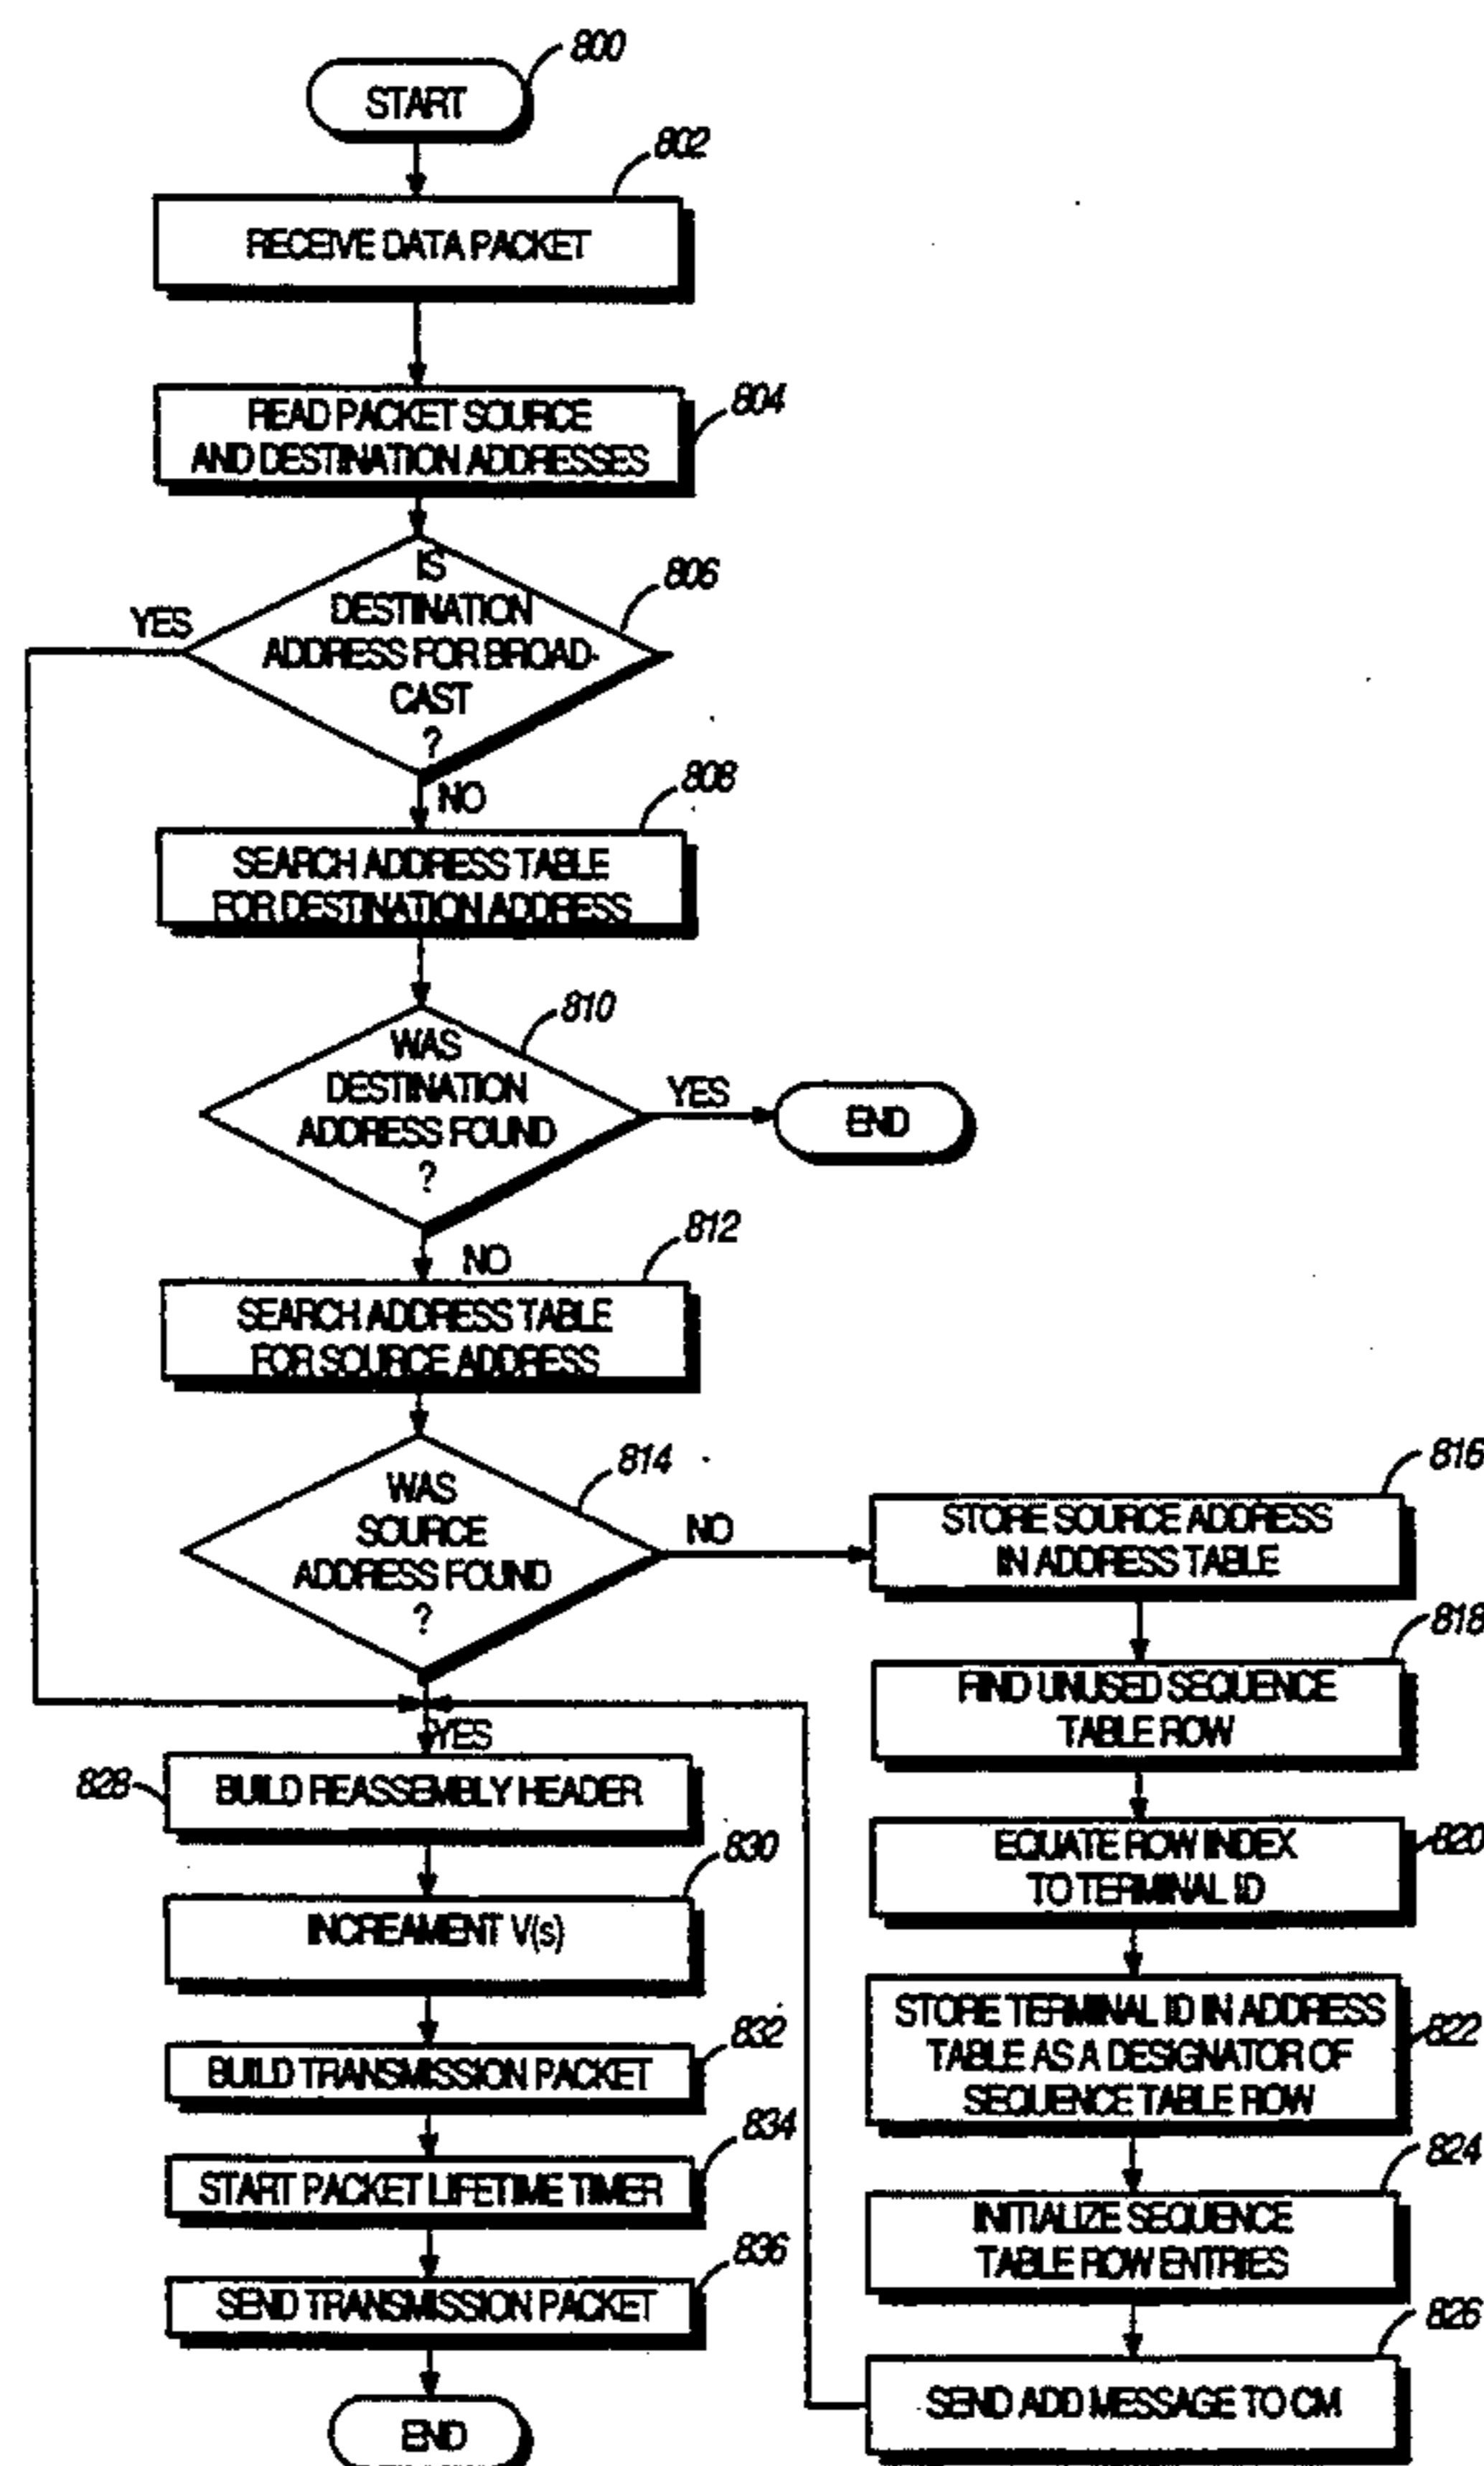 800
START
802
RECEIVE DATA PACKET
804
READ PACKET SOURCE
AND DESTINATION ADDRESSES
806
IS
DESTINATION
ADDRESS FOR BROAD-
CAST
?
YES
NO
808
SEARCH ADDRESS TABLE
FOR DESTINATION ADDRESS
810
WAS
DESTINATION
ADDRESS FOUND
?
YES
END
NO
812
SEARCH ADDRESS TABLE
FOR SOURCE ADDRESS
814
WAS
SOURCE
ADDRESS FOUND
?
NO
YES
816
STORE SOURCE ADDRESS
IN ADDRESS TABLE
818
FIND UNUSED SEQUENCE
TABLE ROW
820
EQUATE ROW INDEX
TO TERMINAL ID
822
STORE TERMINAL ID IN ADDRESS
TABLE AS A DESIGNATOR OF
SEQUENCE TABLE ROW
824
INITIALIZE SEQUENCE
TABLE ROW ENTRIES
826
SEND ADD MESSAGE TO CM
828
BUILD REASSEMBLY HEADER
830
INCREAMENT V(s)
832
BUILD TRANSMISSION PACKET
834
START PACKET LIFETIME TIMER
836
SEND TRANSMISSION PACKET
END